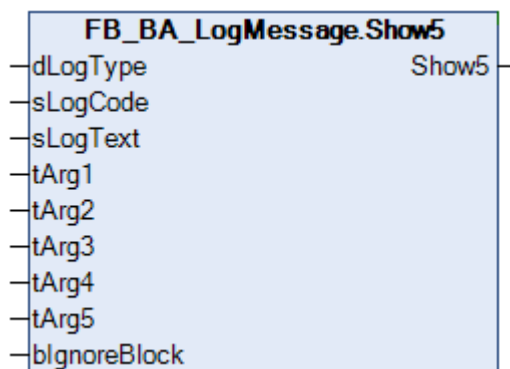 FB_BA_LogMessage.Show5
dLogType Show5
sLogCode
sLogText
tArg1
tArg2
tArg3
tArg4
tArg5
bIgnoreBlock